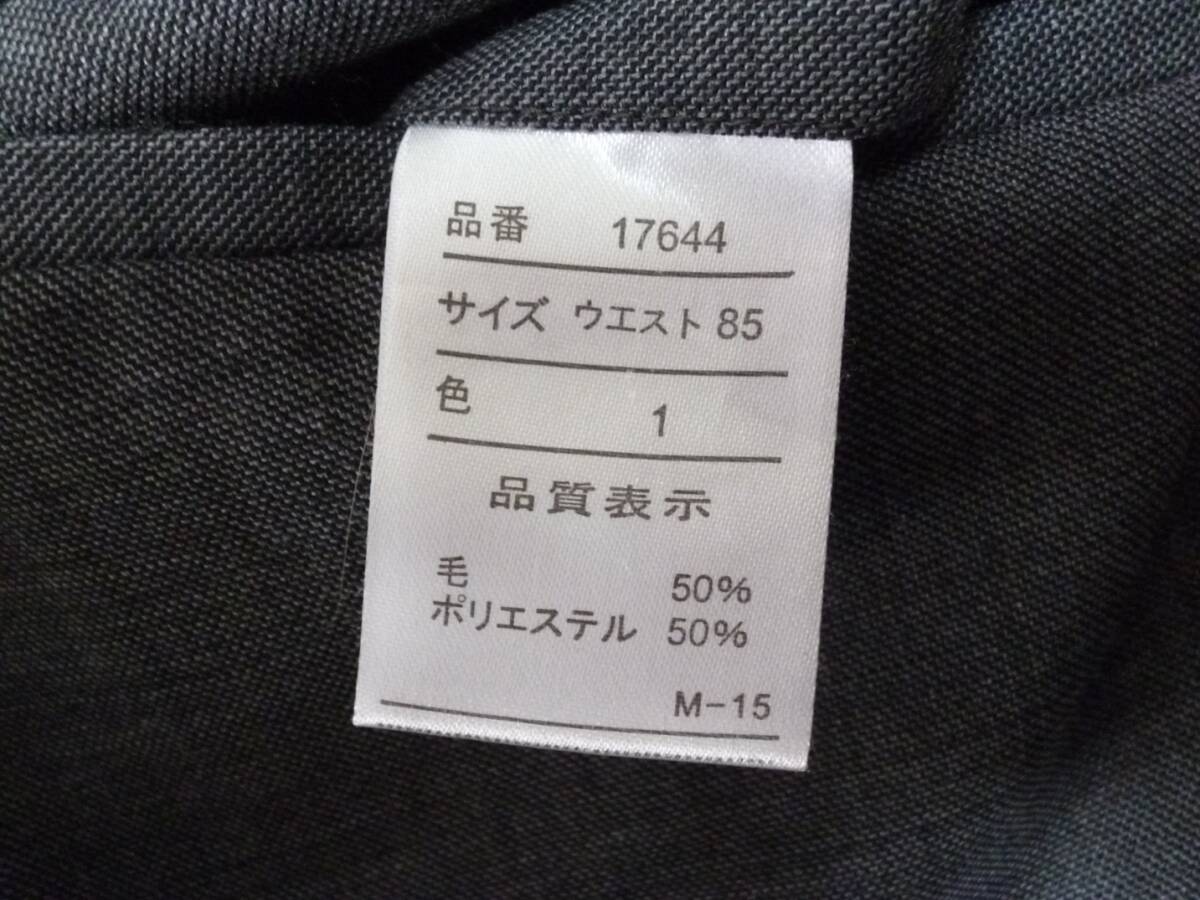 品番 17644
サイズ ウエスト 85
色 1
品質表示
毛 50%
ポリエステル 50%
M-15